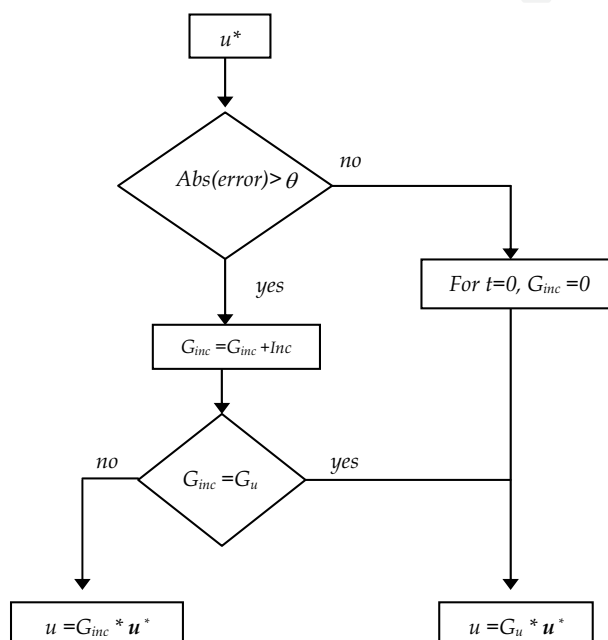 u*
Abs(error)> θ
no
For t=0, Ginc =0
yes
Ginc =Ginc +Inc
no
Ginc =Gu
yes
u =Ginc * u*
u =Gu * u*